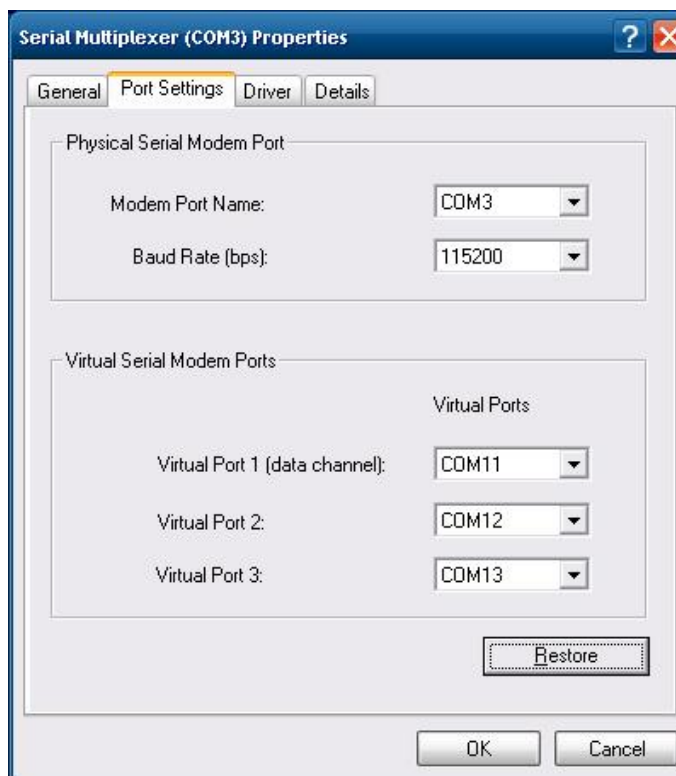 Serial Multiplexer (COM3) Properties
General Port Settings Driver Details
Physical Serial Modem Port
Modem Port Name: COM3
Baud Rate (bps): 115200
Virtual Serial Modem Ports
Virtual Ports
Virtual Port 1 (data channel): COM11
Virtual Port 2: COM12
Virtual Port 3: COM13
Restore
OK Cancel